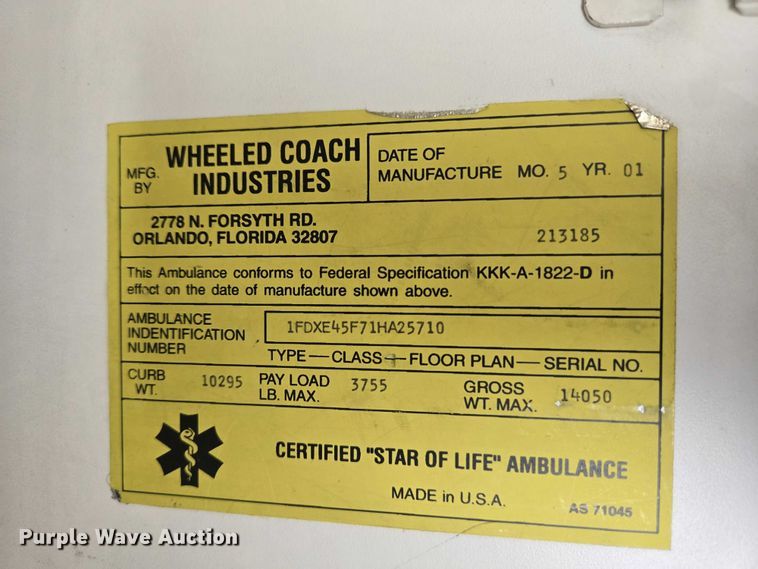 MFG. BY WHEELED COACH INDUSTRIES
DATE OF MANUFACTURE MO. 5 YR. 01
2778 N. FORSYTH RD.
ORLANDO, FLORIDA 32807
213185
This Ambulance conforms to Federal Specification KKK-A-1822-D in
effect on the date of manufacture shown above.
AMBULANCE
INDENTIFICATION
NUMBER
1FDXE45F71HA25710
TYPE — CLASS — FLOOR PLAN — SERIAL NO.
CURB WT. 10295 PAY LOAD LB. MAX. 3755 GROSS WT. MAX. 14050
CERTIFIED "STAR OF LIFE" AMBULANCE
MADE in U.S.A.
AS 71045
Purple Wave Auction